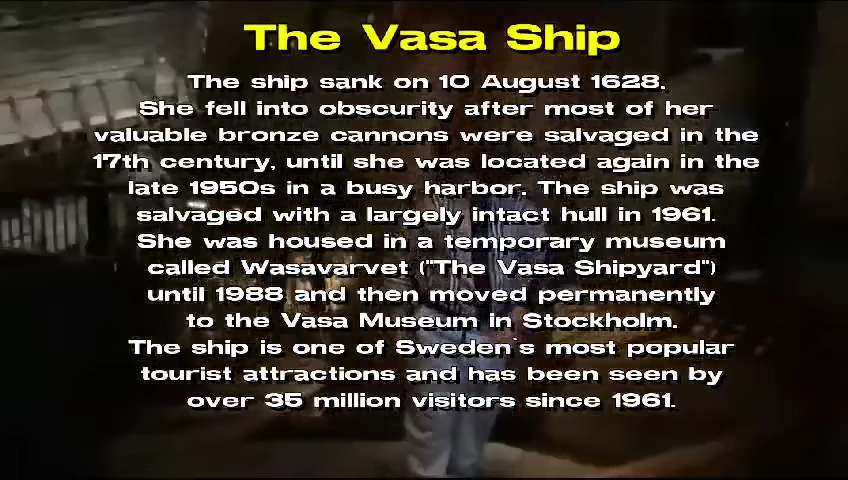 The Vasa Ship
The ship sank on 10 August 1628.
She fell into obscurity after most of her
valuable bronze cannons were salvaged in the
17th century, until she was located again in the
late 1950s in a busy harbor. The ship was
salvaged with a largely intact hull in 1961.
She was housed in a temporary museum
called Wasavarvet ("The Vasa Shipyard")
until 1988 and then moved permanently
to the Vasa Museum in Stockholm.
The ship is one of Sweden's most popular
tourist attractions and has been seen by
over 35 million visitors since 1961.